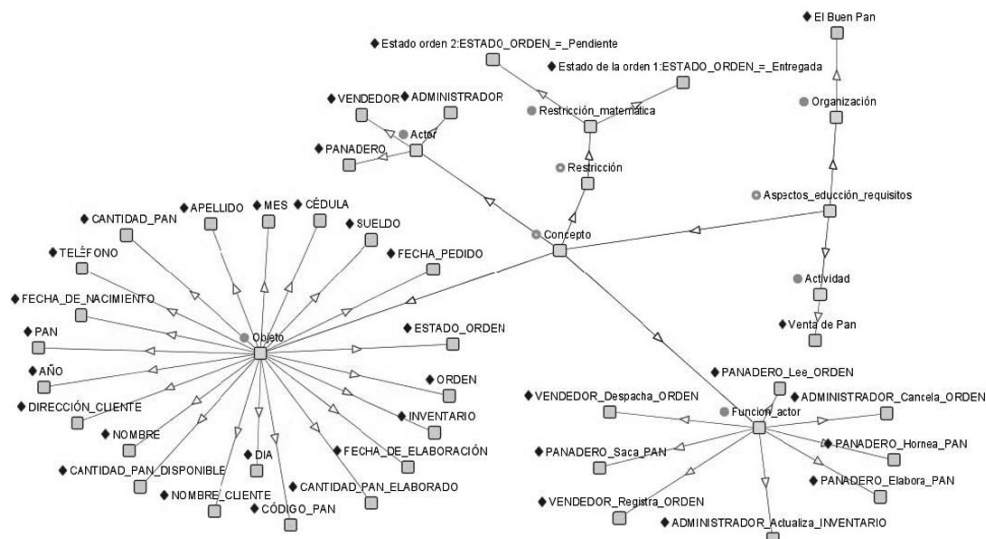 El Buen Pan
Estado orden 2:ESTADO_ORDEN_=_Pendiente
Estado de la orden 1:ESTADO_ORDEN_=_Entregada
VENDEDOR
ADMINISTRADOR
Restricción_matemática
Organización
Actor
PANADERO
Restricción
Aspectos_educción_requisitos
CANTIDAD_PAN
APELLIDO
MES
CÉDULA
SUELDO
Concepto
TELÉFONO
FECHA_PEDIDO
Actividad
FECHA_DE_NACIMIENTO
Objeto
ESTADO_ORDEN
Venta de Pan
PAN
AÑO
PANADERO_Lee_ORDEN
DIRECCIÓN_CLIENTE
ORDEN
VENDEDOR_Despacha_ORDEN
ADMINISTRADOR_Cancela_ORDEN
INVENTARIO
Funcion_actor
NOMBRE
FECHA_DE_ELABORACIÓN
PANADERO_Saca_PAN
PANADERO_Hornea_PAN
DIA
CANTIDAD_PAN_DISPONIBLE
PANADERO_Elabora_PAN
CANTIDAD_PAN_ELABORADO
NOMBRE_CLIENTE
VENDEDOR_Registra_ORDEN
CÓDIGO_PAN
ADMINISTRADOR_Actualiza_INVENTARIO